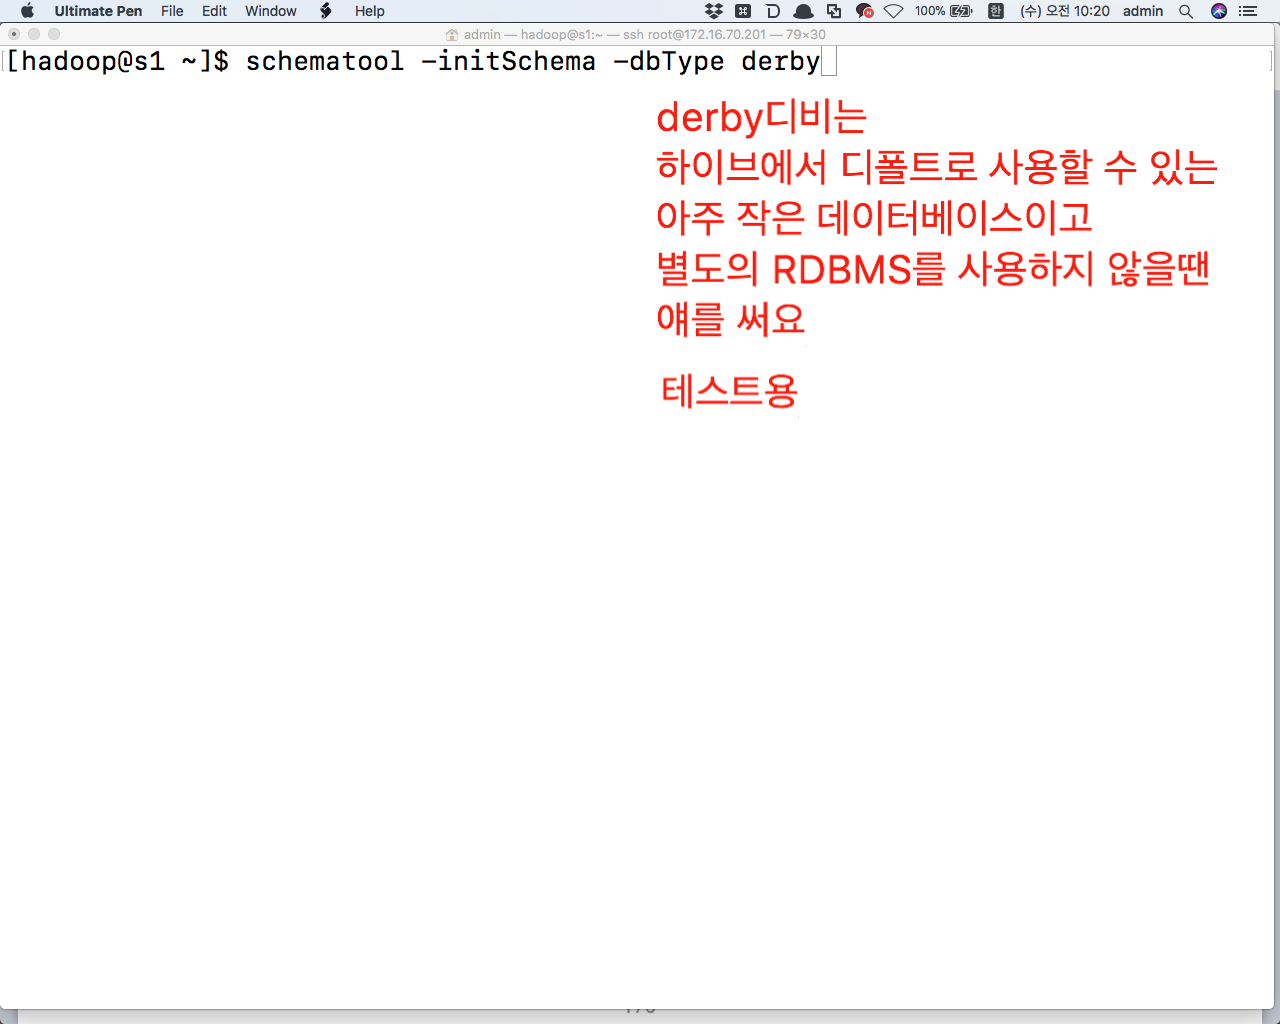 Ultimate Pen File Edit Window Help 100% 한 (수) 오전 10:20 admin
admin — hadoop@s1:~ — ssh root@172.16.70.201 — 79×30
[hadoop@s1 ~]$ schematool -initSchema -dbType derby
derby디비는
하이브에서 디폴트로 사용할 수 있는
아주 작은 데이터베이스이고
별도의 RDBMS를 사용하지 않을땐
얘를 써요
테스트용